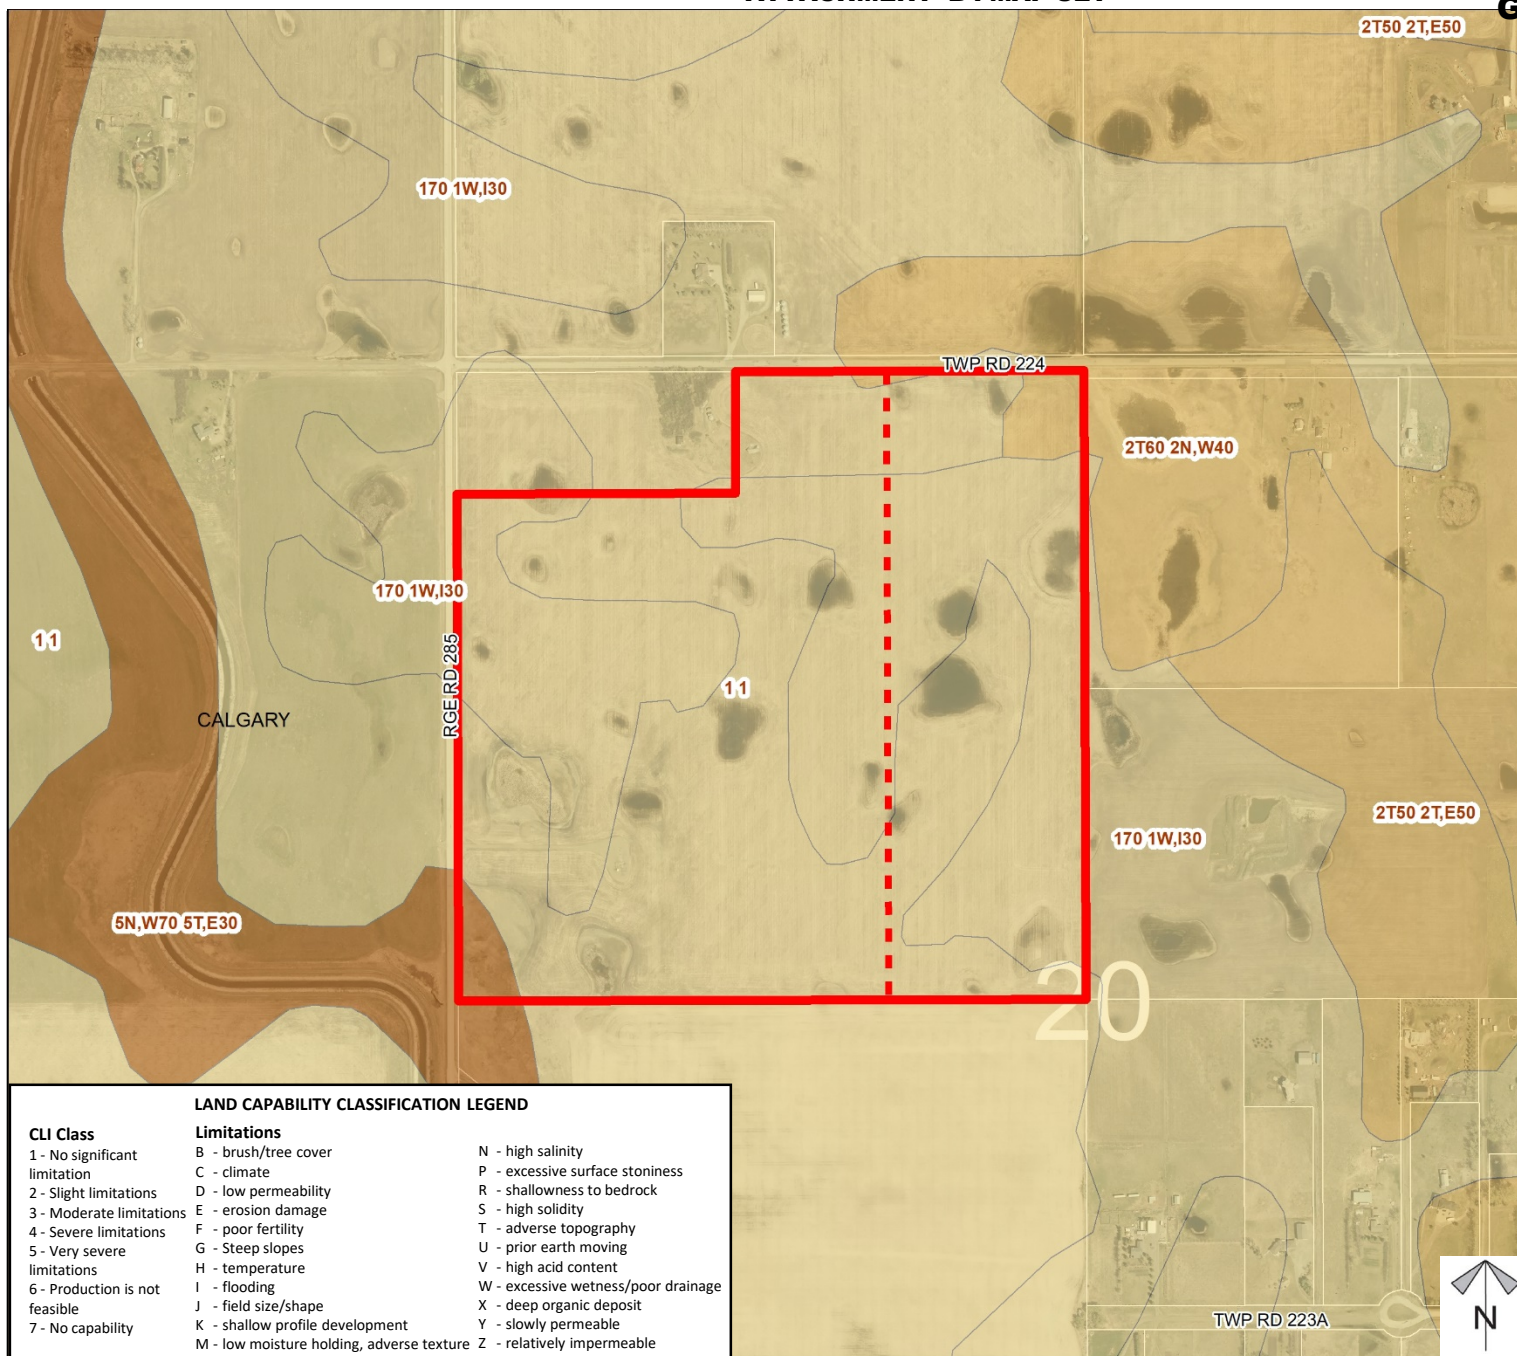 2T50 2T,E50
170 1W,I30
TWP RD 224
2T60 2N,W40
170 1W,I30
1 1
RGE RD 285
1 1
CALGARY
2T50 2T,E50
170 1W,I30
5N,W70 5T,E30
20
LAND CAPABILITY CLASSIFICATION LEGEND
CLI Class
1 - No significant
limitation
2 - Slight limitations
3 - Moderate limitations
4 - Severe limitations
5 - Very severe
limitations
6 - Production is not
feasible
7 - No capability
Limitations
B - brush/tree cover
C - climate
D - low permeability
E - erosion damage
F - poor fertility
G - Steep slopes
H - temperature
I - flooding
J - field size/shape
K - shallow profile development
M - low moisture holding, adverse texture
N - high salinity
P - excessive surface stoniness
R - shallowness to bedrock
S - high solidity
T - adverse topography
U - prior earth moving
V - high acid content
W - excessive wetness/poor drainage
X - deep organic deposit
Y - slowly permeable
Z - relatively impermeable
TWP RD 223A
N